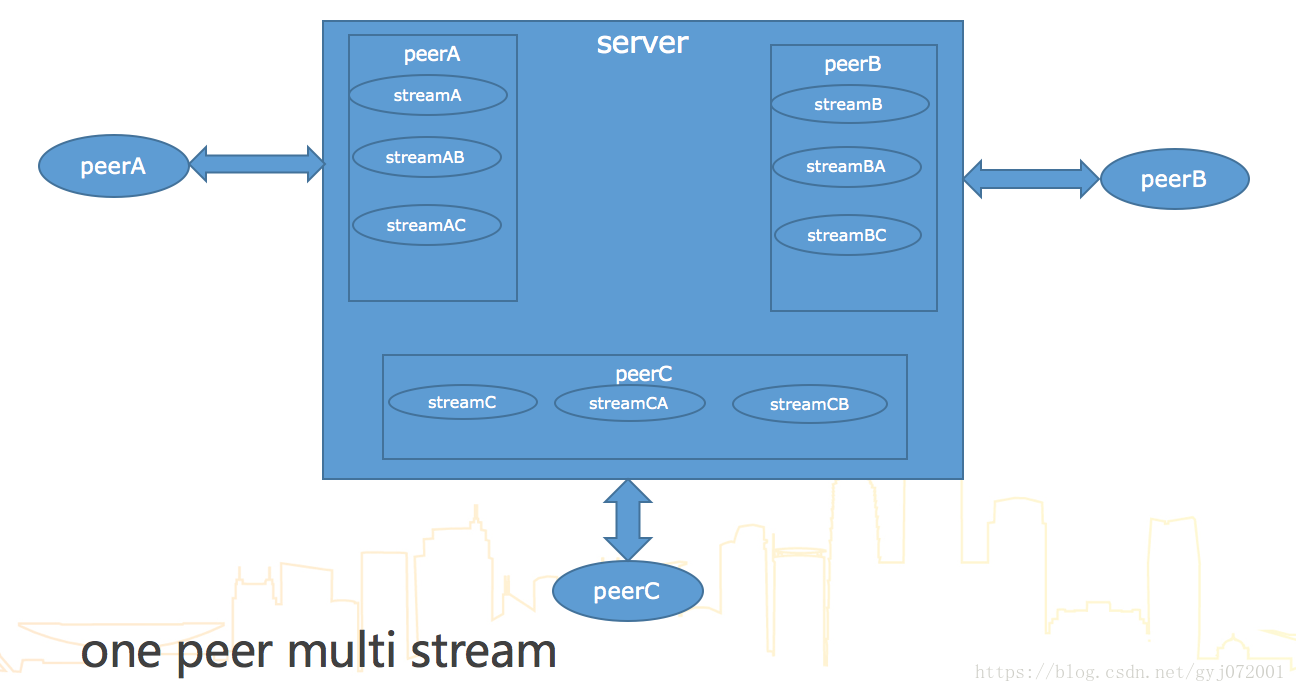 server
peerA
streamA
streamAB
streamAC
peerB
streamB
streamBA
streamBC
peerA
peerB
peerC
streamC
streamCA
streamCB
peerC
one peer multi stream
https://blog.csdn.net/gyj072001